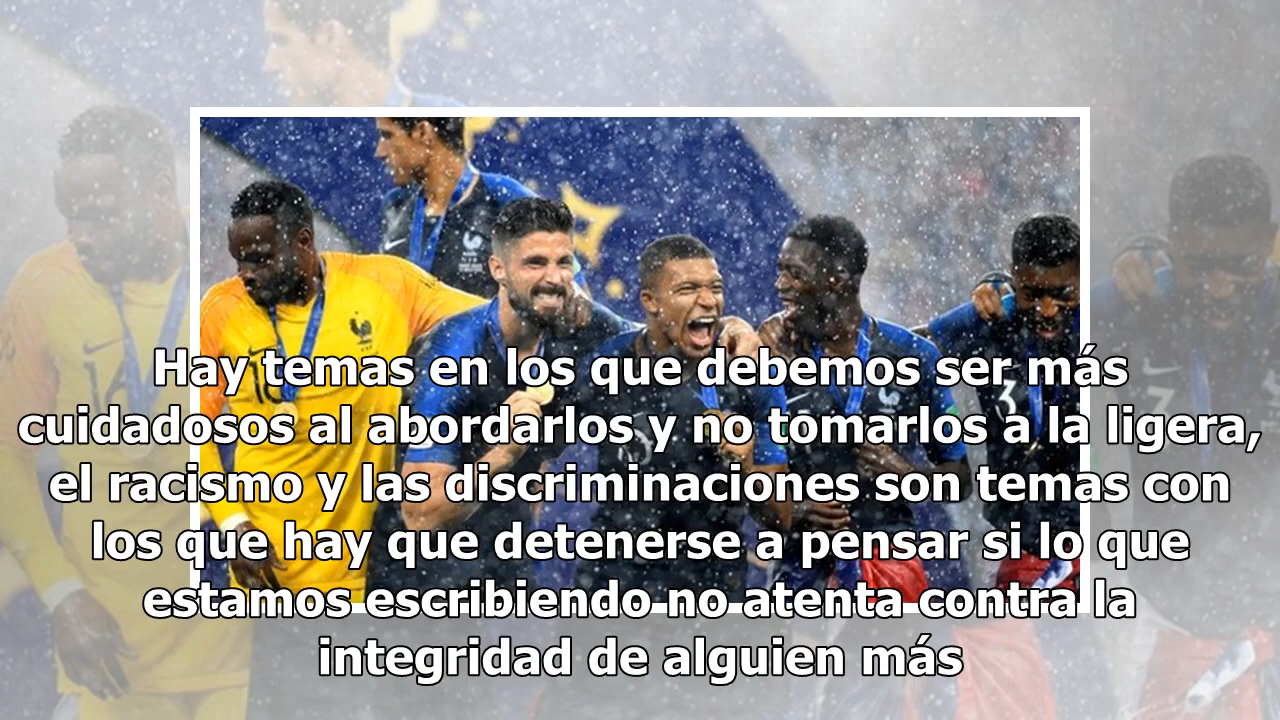 Hay temas en los que debemos ser más
cuidadosos al abordarlos y no tomarlos a la ligera,
el racismo y las discriminaciones son temas con
los que hay que detenerse a pensar si lo que
estamos escribiendo no atenta contra la
integridad de alguien más